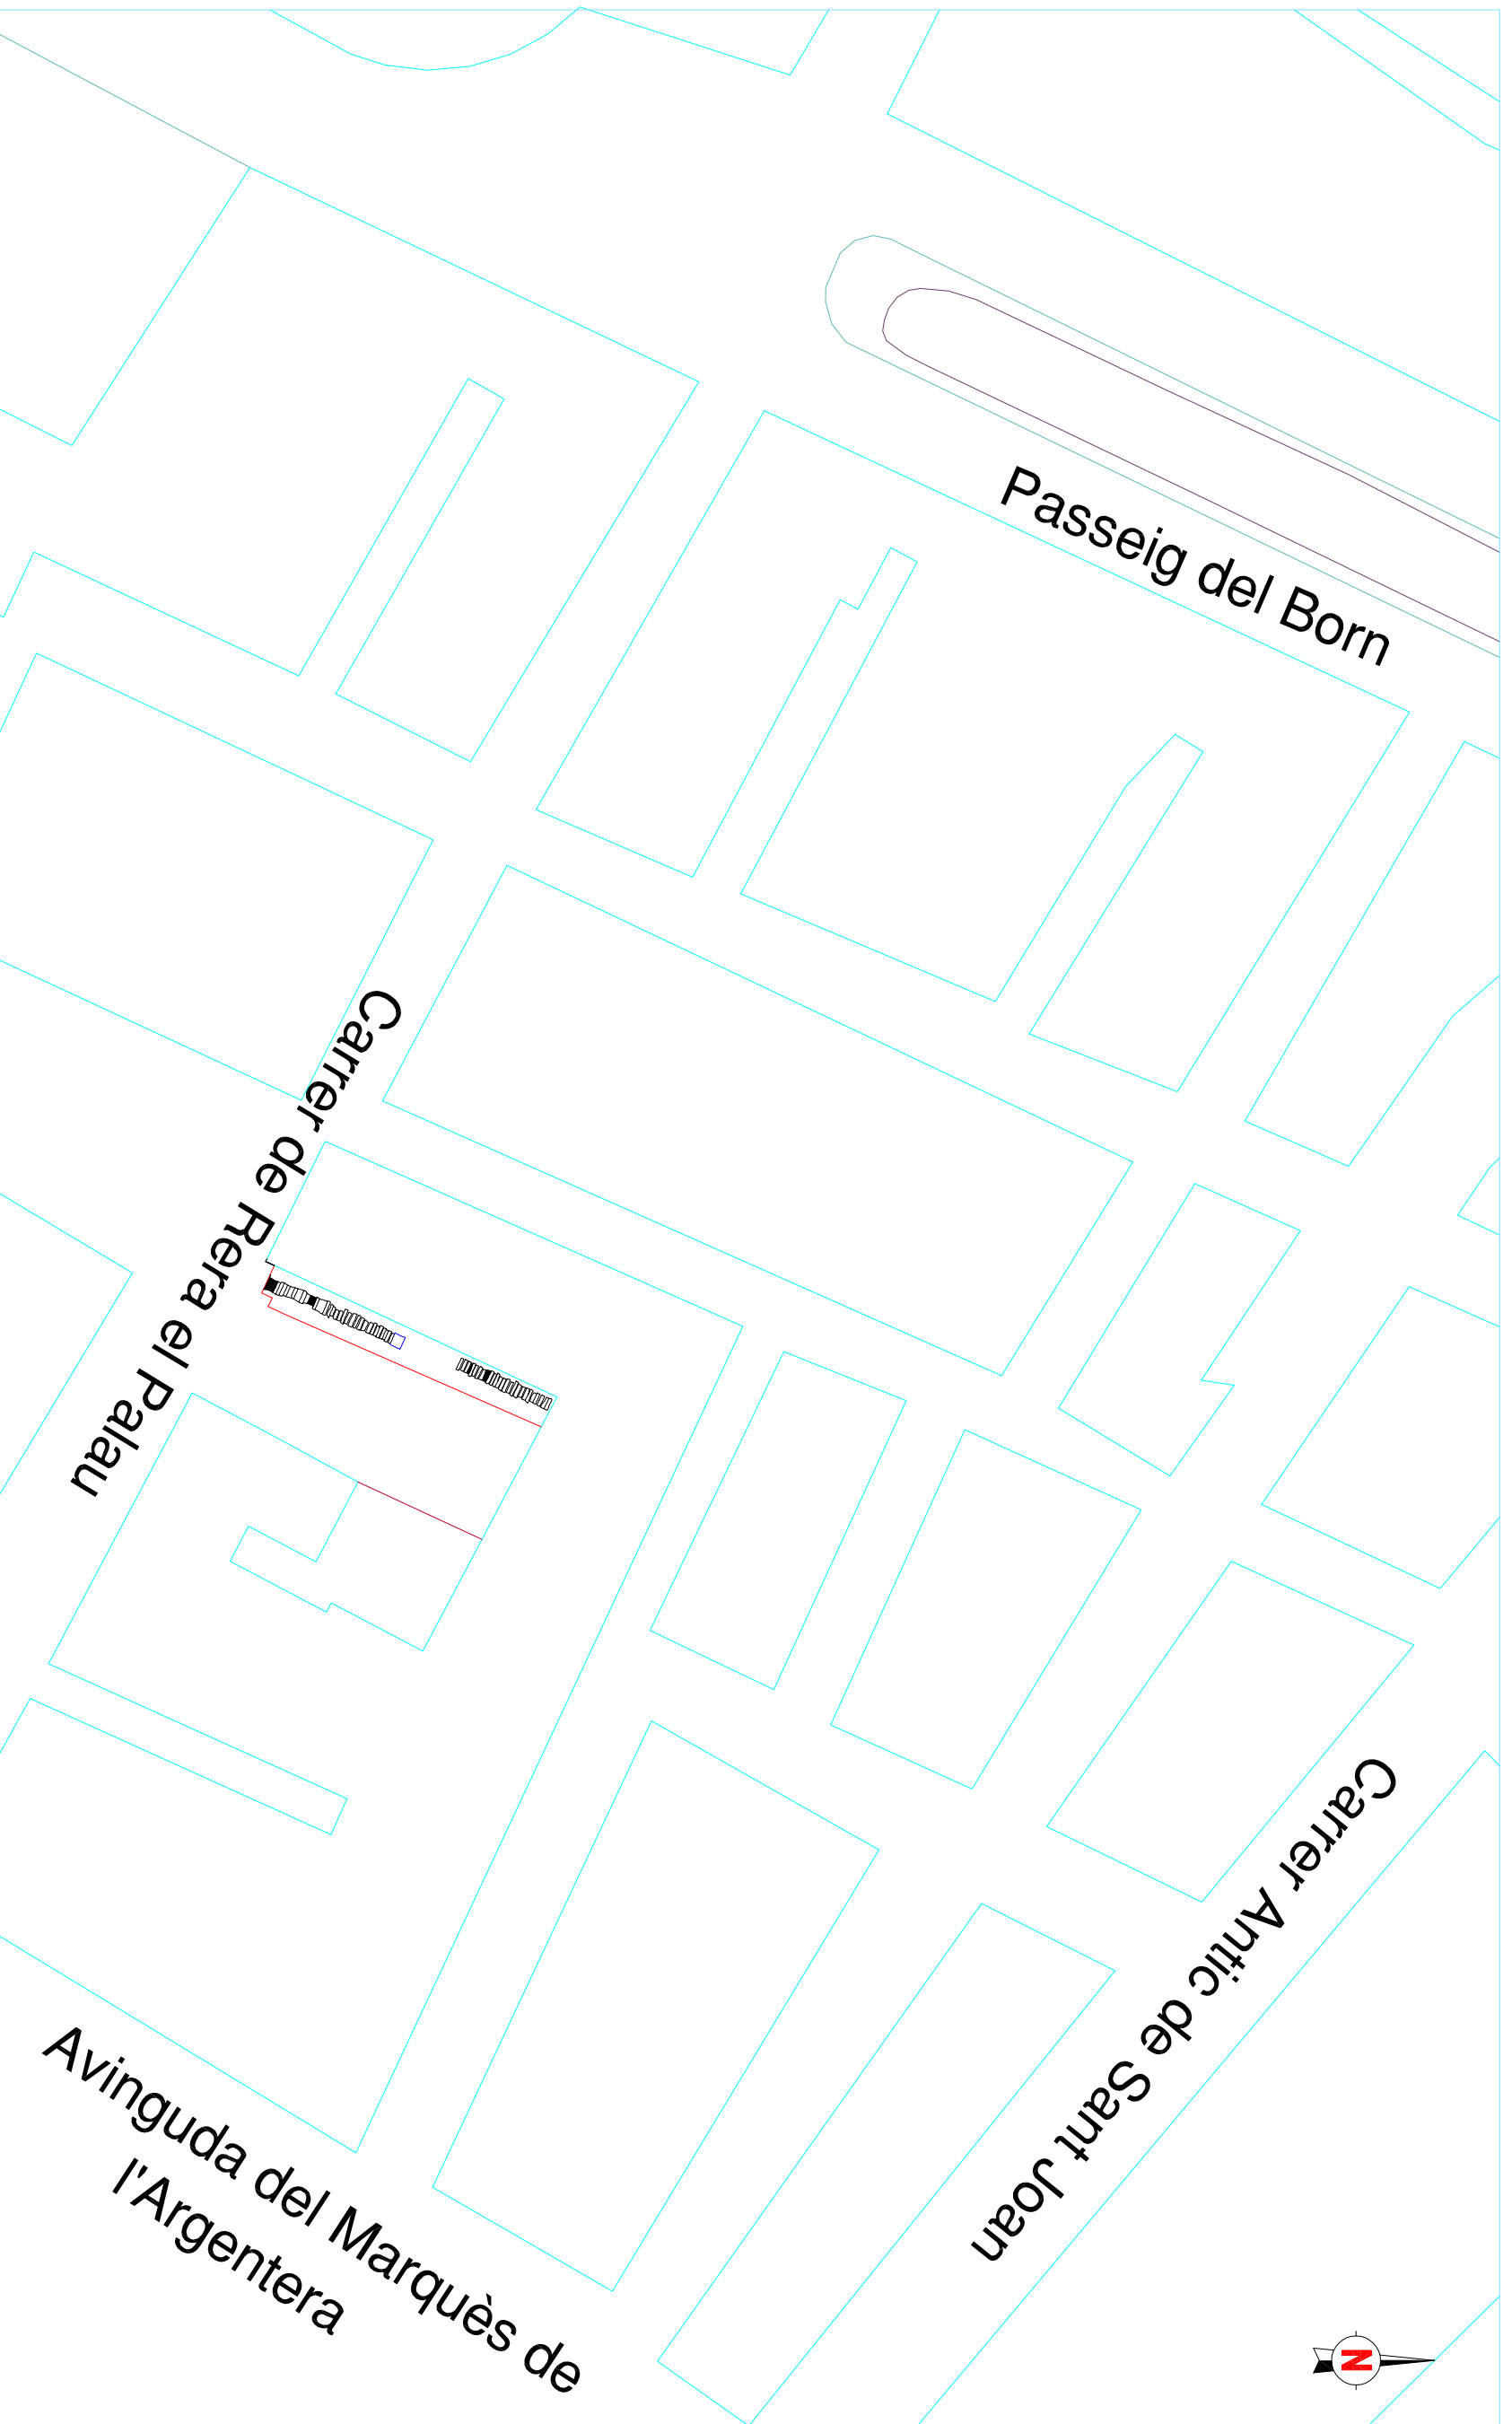 Passeig del Born
Carrer de Rera el Palau
Carrer Antic de Sant Joan
Avinguda del Marquès de
l'Argentera
N